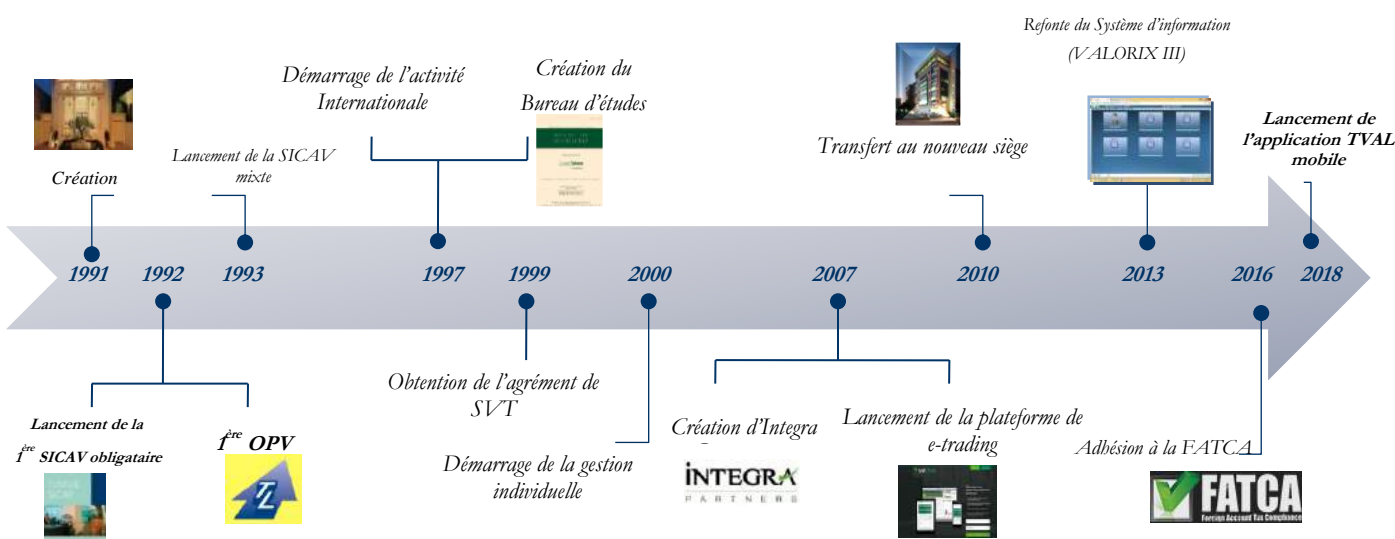 Refonte du Système d'information
(VALORIX III)
Démarrage de l'activité
Internationale
Création du
Bureau d'études
Transfert au nouveau siège
Lancement de
l'application TVAL
mobile
Création
Lancement de la SICAV
mixte
1991
1992
1993
1997
1999
2000
2007
2010
2013
2016
2018
Lancement de la
1ère SICAV obligataire
1ère OPV
TL
Obtention de l'agrément de
SVT
Démarrage de la gestion
individuelle
Création d'Integra
INTEGRA
PARTNERS
Lancement de la plateforme de
e-trading
Adhésion à la FATCA
FATCA
Foreign Account Tax Compliance